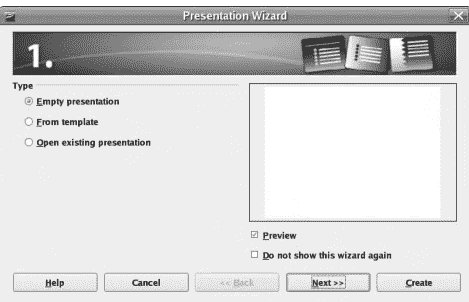 Presentation Wizard
1.
Type
Empty presentation
From template
Open existing presentation
Preview
Do not show this wizard again
Help
Cancel
<< Back
Next >>
Create